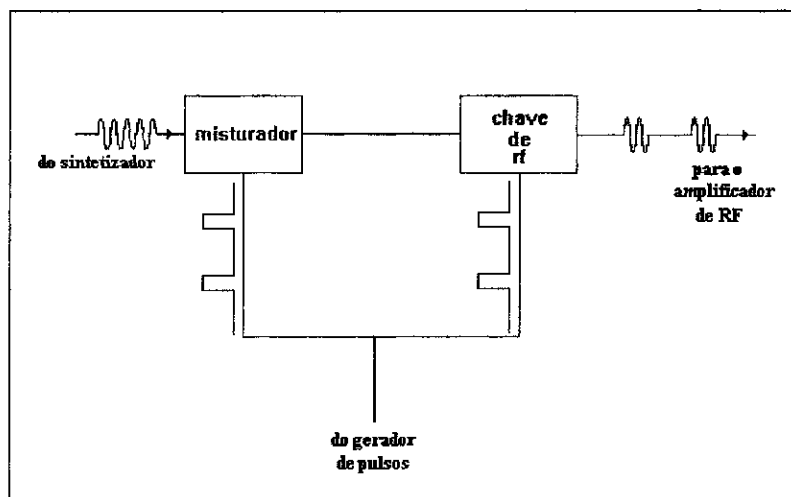 misturador
chave
de
rf
do sintetizador
para o
amplificador
de RF
do gerador
de pulsos